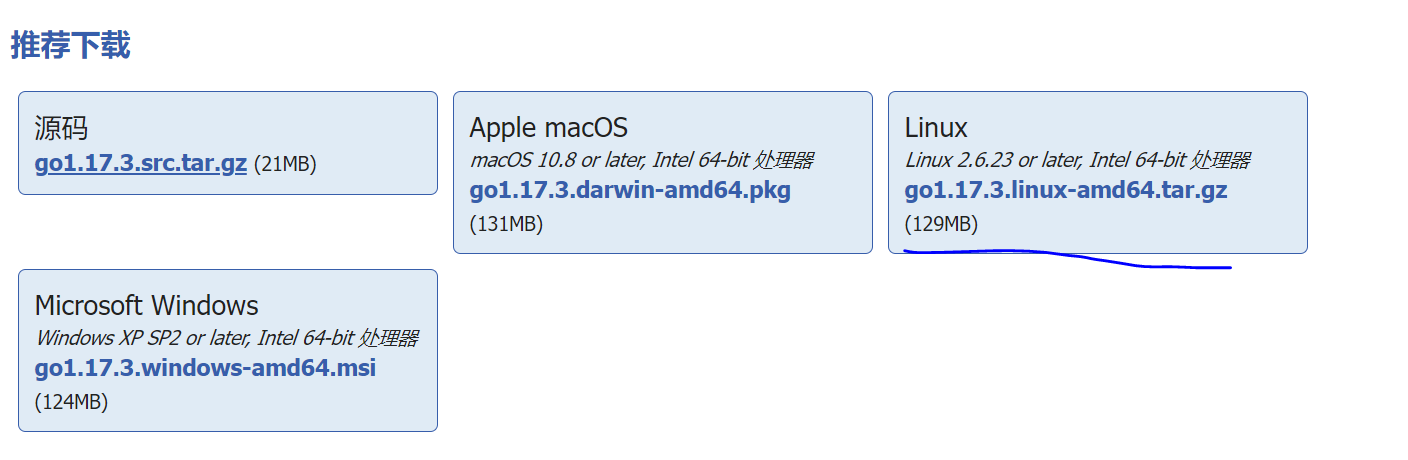 推荐下载
源码
go1.17.3.src.tar.gz (21MB)
Apple macOS
macOS 10.8 or later, Intel 64-bit 处理器
go1.17.3.darwin-amd64.pkg
(131MB)
Linux
Linux 2.6.23 or later, Intel 64-bit 处理器
go1.17.3.linux-amd64.tar.gz
(129MB)
Microsoft Windows
Windows XP SP2 or later, Intel 64-bit 处理器
go1.17.3.windows-amd64.msi
(124MB)